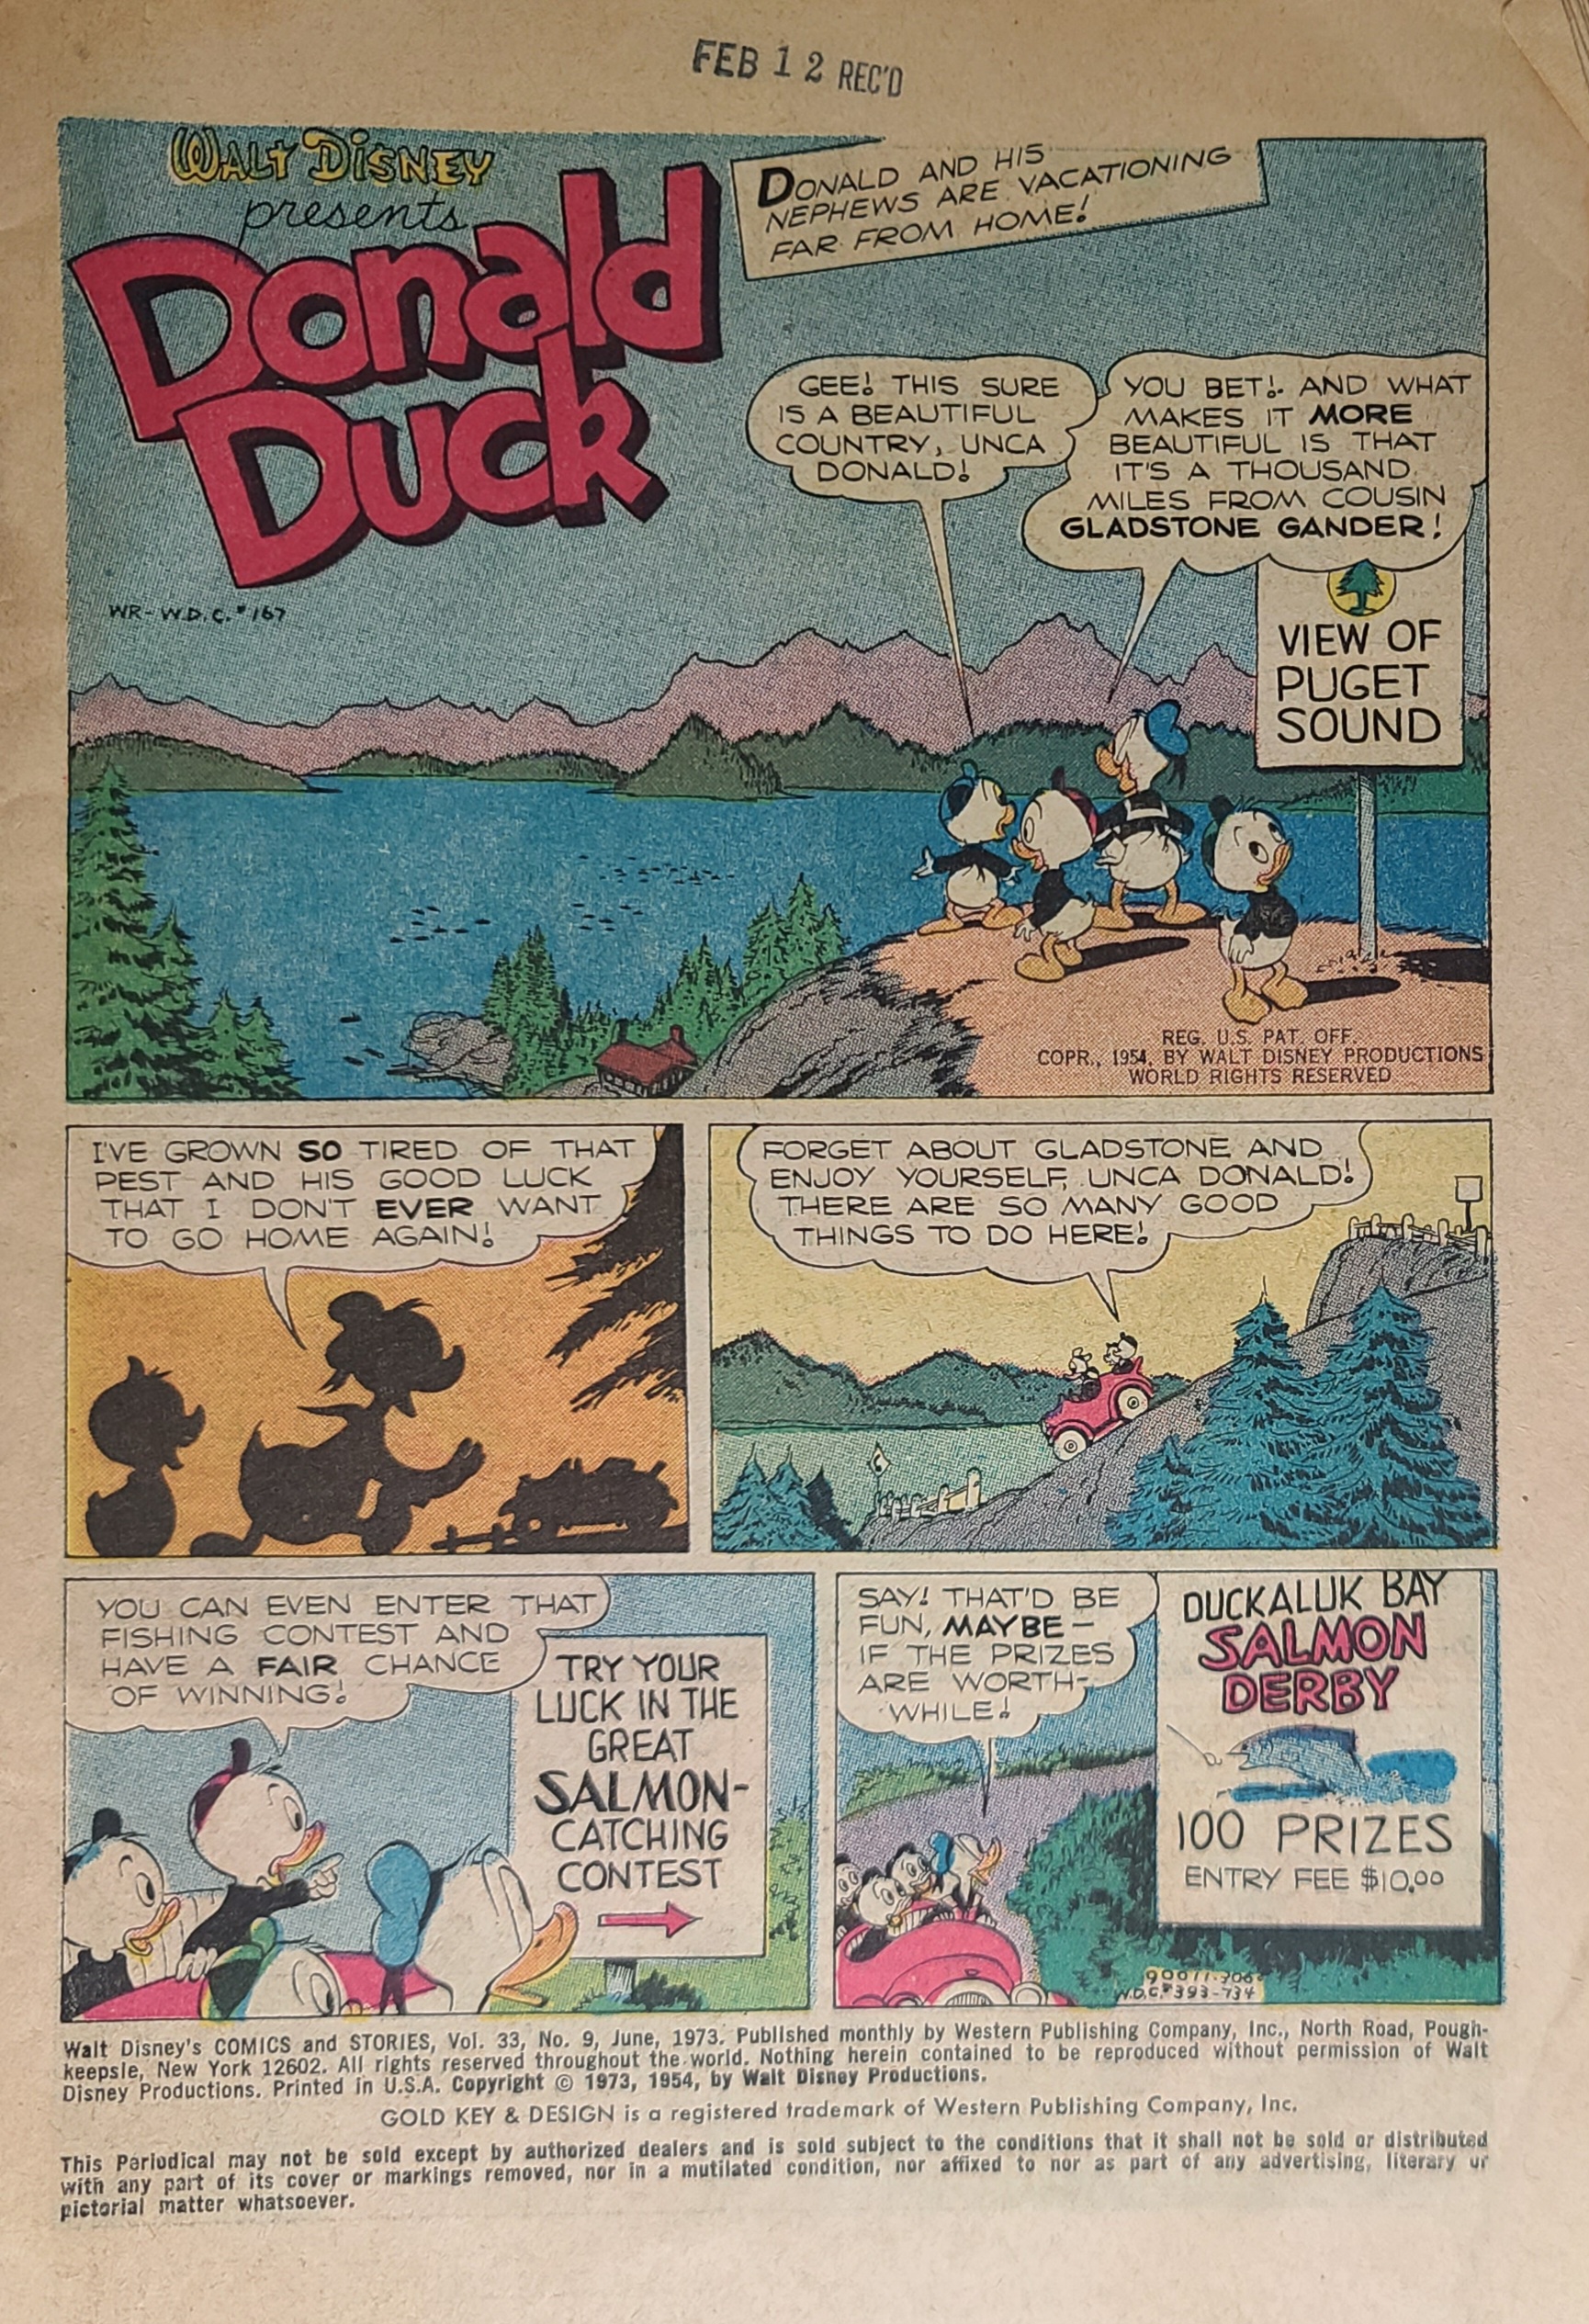 FEB 12 REC'D
WALT DISNEY
presents
Donald
Duck
DONALD AND HIS
NEPHEWS ARE VACATIONING
FAR FROM HOME!
GEE! THIS SURE
IS A BEAUTIFUL
COUNTRY, UNCA
DONALD!
YOU BET! AND WHAT
MAKES IT MORE
BEAUTIFUL IS THAT
IT'S A THOUSAND
MILES FROM COUSIN
GLADSTONE GANDER!
WR-W.D.C. #167
VIEW OF
PUGET
SOUND
REG. U.S. PAT. OFF.
COPR., 1954, BY WALT DISNEY PRODUCTIONS
WORLD RIGHTS RESERVED
I'VE GROWN SO TIRED OF THAT
PEST AND HIS GOOD LUCK
THAT I DON'T EVER WANT
TO GO HOME AGAIN!
FORGET ABOUT GLADSTONE AND
ENJOY YOURSELF, UNCA DONALD!
THERE ARE SO MANY GOOD
THINGS TO DO HERE!
YOU CAN EVEN ENTER THAT
FISHING CONTEST AND
HAVE A FAIR CHANCE
OF WINNING!
TRY YOUR
LUCK IN THE
GREAT
SALMON-
CATCHING
CONTEST
SAY! THAT'D BE
FUN, MAYBE—
IF THE PRIZES
ARE WORTH-
WHILE!
DUCKALUK BAY
SALMON
DERBY
100 PRIZES
ENTRY FEE $10.00
90011-306
W.D.C. #393-734
Walt Disney's COMICS and STORIES, Vol. 33, No. 9, June, 1973. Published monthly by Western Publishing Company, Inc., North Road, Pough-
keepsie, New York 12602. All rights reserved throughout the world. Nothing herein contained to be reproduced without permission of Walt
Disney Productions. Printed in U.S.A. Copyright © 1973, 1954, by Walt Disney Productions.
GOLD KEY & DESIGN is a registered trademark of Western Publishing Company, Inc.
This Periodical may not be sold except by authorized dealers and is sold subject to the conditions that it shall not be sold or distributed
with any part of its cover or markings removed, nor in a mutilated condition, nor affixed to nor as part of any advertising, literary or
pictorial matter whatsoever.